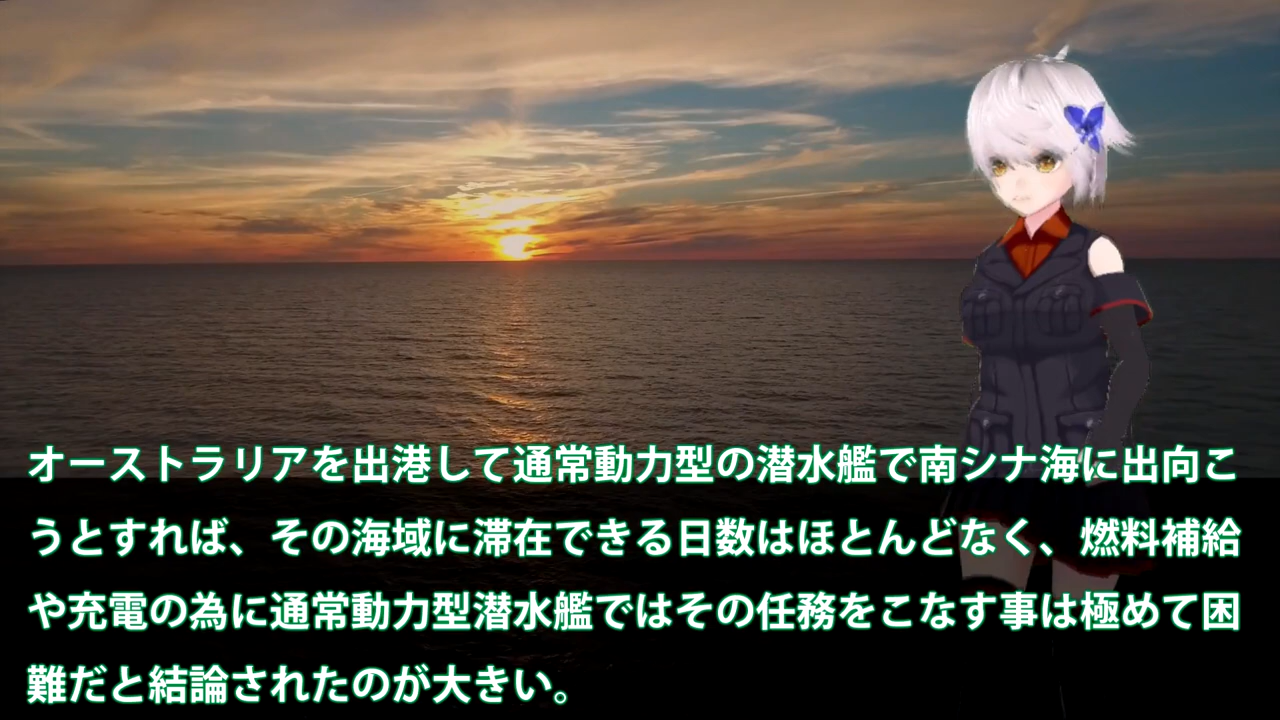 オーストラリアを出港して通常動力型の潜水艦で南シナ海に出向こ
うとすれば、その海域に滞在できる日数はほとんどなく、燃料補給
や充電の為に通常動力型潜水艦ではその任務をこなす事は極めて困
難だと結論されたのが大きい。